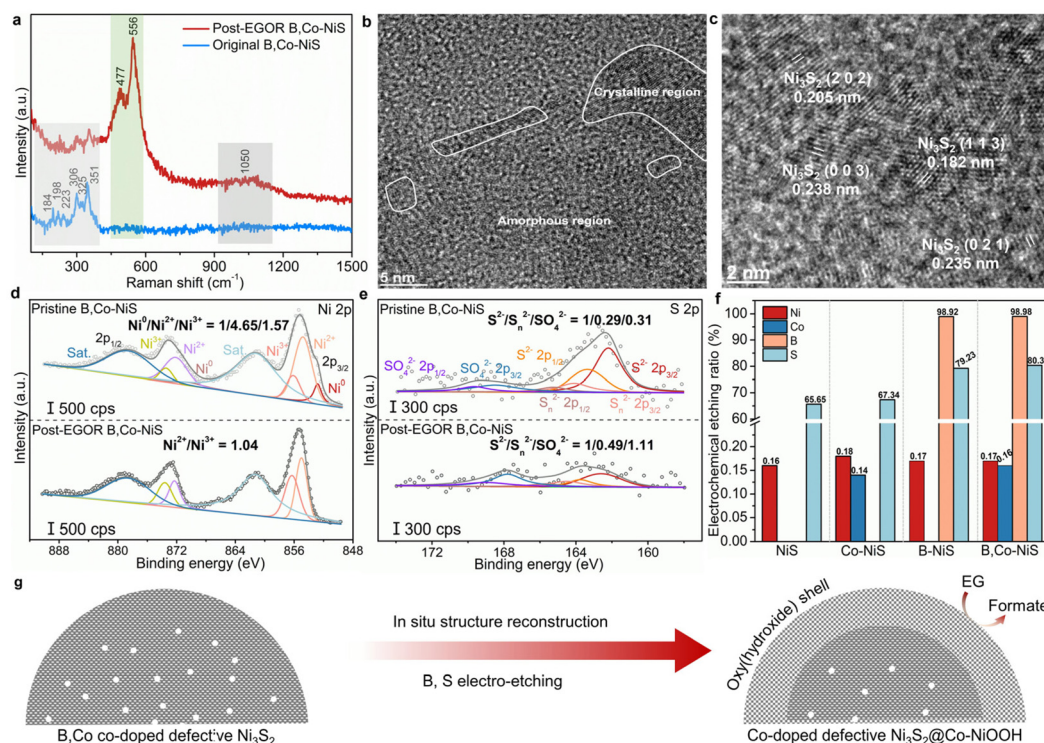 a
Post-EGOR B,Co-NiS
Original B,Co-NiS
556
477
1050
184
198
223
306
325
351
Intensity (a.u.)
300 600 900 1200 1500
Raman shift (cm⁻¹)
b
Crystalline region
Amorphous region
5 nm
c
Ni₃S₂ (2 0 2)
0.205 nm
Ni₃S₂ (1 1 3)
0.182 nm
Ni₃S₂ (0 0 3)
0.238 nm
Ni₃S₂ (0 2 1)
0.235 nm
2 nm
d
Pristine B,Co-NiS
Ni 2p
Ni⁰/Ni²⁺/Ni³⁺ = 1/4.65/1.57
Sat.
2p₁/₂
Ni³⁺
Ni²⁺
Ni⁰
Sat.
Ni³⁺
Ni²⁺
2p₃/₂
Ni⁰
I 500 cps
Post-EGOR B,Co-NiS
Ni²⁺/Ni³⁺ = 1.04
I 500 cps
Intensity (a.u.)
888 880 872 864 856 848
Binding energy (eV)
e
Pristine B,Co-NiS
S 2p
S²⁻/Sₙ²⁻/SO₄²⁻ = 1/0.29/0.31
SO₄²⁻ 2p₁/₂
SO₄²⁻ 2p₃/₂
S²⁻ 2p₁/₂
S²⁻ 2p₃/₂
Sₙ²⁻ 2p₁/₂
Sₙ²⁻ 2p₃/₂
I 300 cps
Post-EGOR B,Co-NiS
S²⁻/Sₙ²⁻/SO₄²⁻ = 1/0.49/1.11
I 300 cps
Intensity (a.u.)
172 168 164 160
Binding energy (eV)
f
Ni
Co
B
S
Electrochemical etching ratio (%)
100
90
80
70
60
0.20
0.15
0.10
0.05
0.00
0.16
65.65
0.18
0.14
67.34
0.17
98.92
79.23
0.17
0.16
98.98
80.3
NiS Co-NiS B-NiS B,Co-NiS
g
In situ structure reconstruction
B, S electro-etching
B,Co co-doped defective Ni₃S₂
Oxy(hydroxide) shell
EG
Formate
Co-doped defective Ni₃S₂@Co-NiOOH